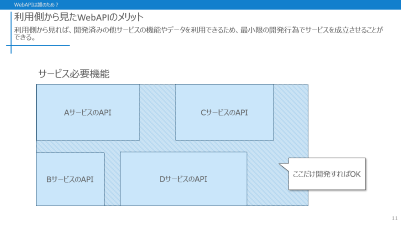 WebAPIは誰のため？
利用側から見たWebAPIのメリット
利用側から見れば、開発済みの他サービスの機能やデータを利用できるため、最小限の開発行為でサービスを成立させることが
できる。
サービス必要機能
AサービスのAPI
CサービスのAPI
BサービスのAPI
DサービスのAPI
ここだけ開発すればOK
11